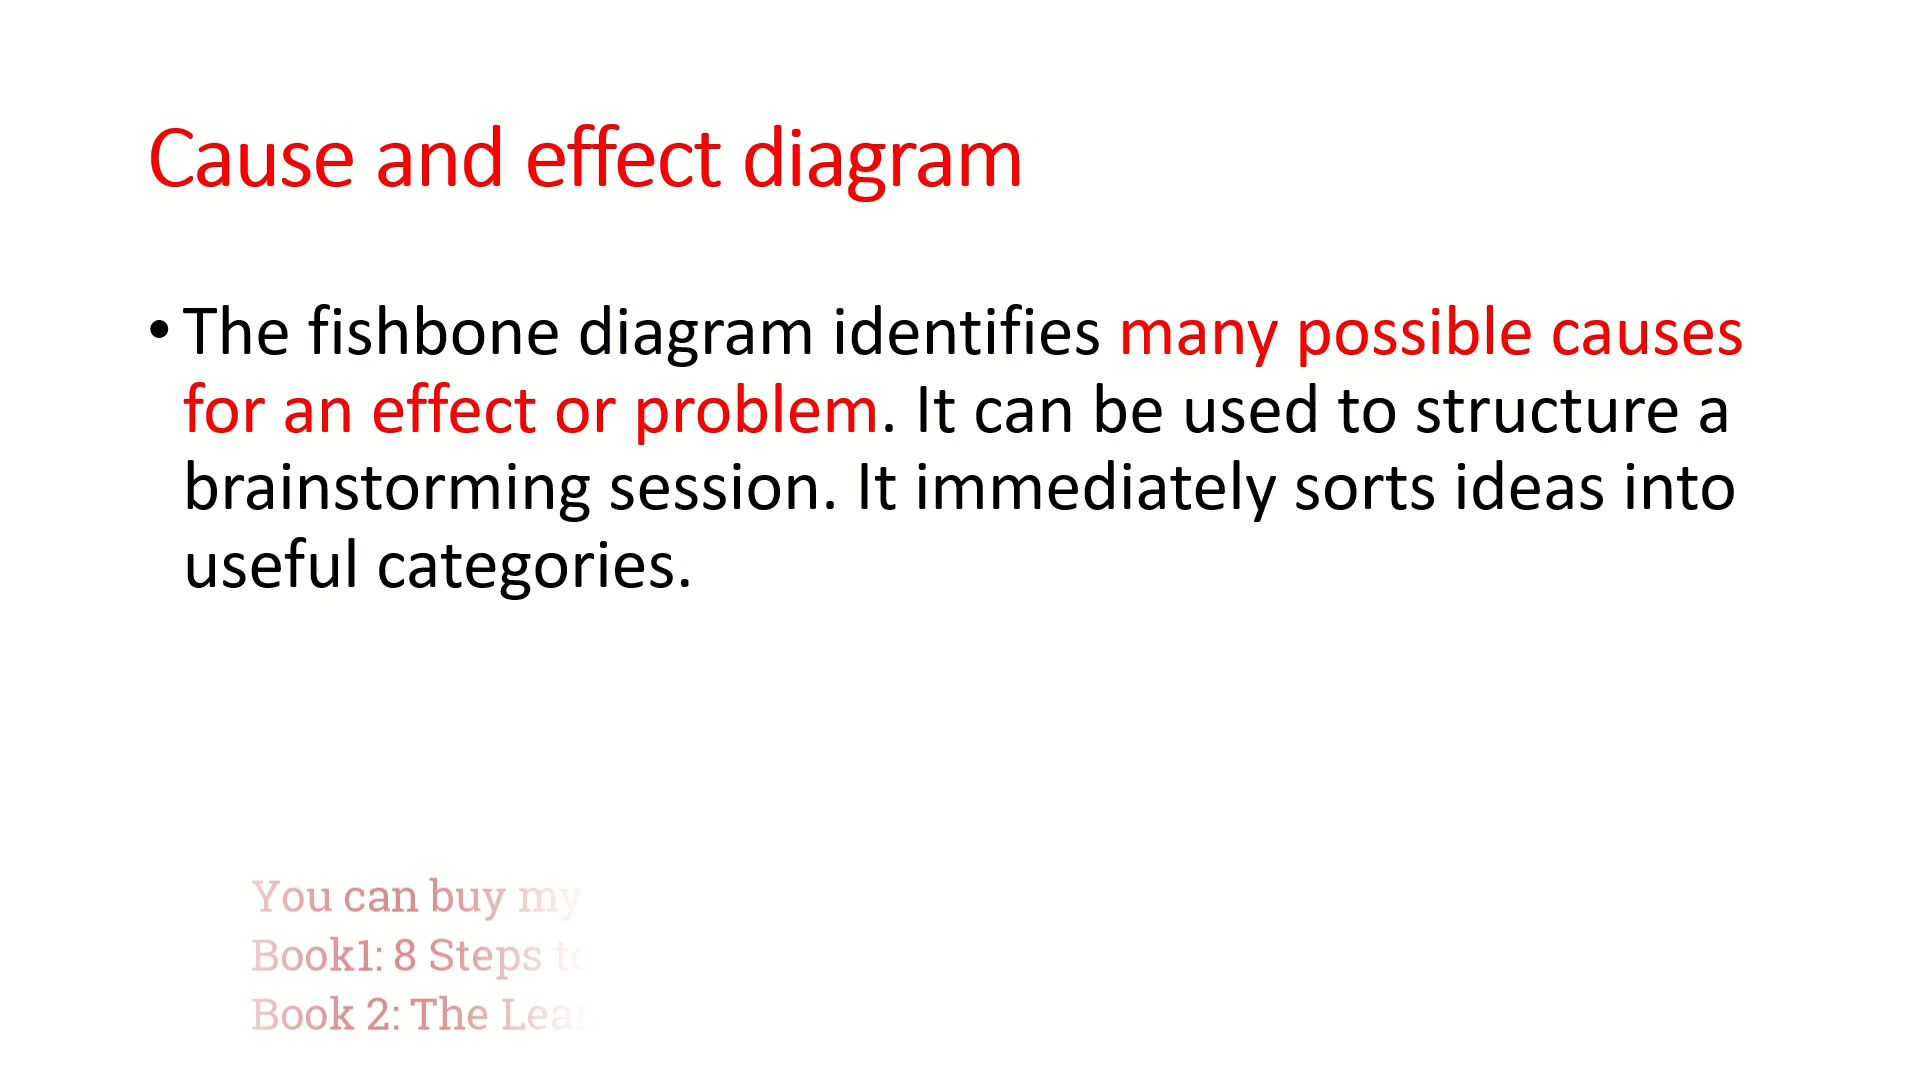 Cause and effect diagram
• The fishbone diagram identifies many possible causes
for an effect or problem. It can be used to structure a
brainstorming session. It immediately sorts ideas into
useful categories.
You can buy my
Book1: 8 Steps to
Book 2: The Lean